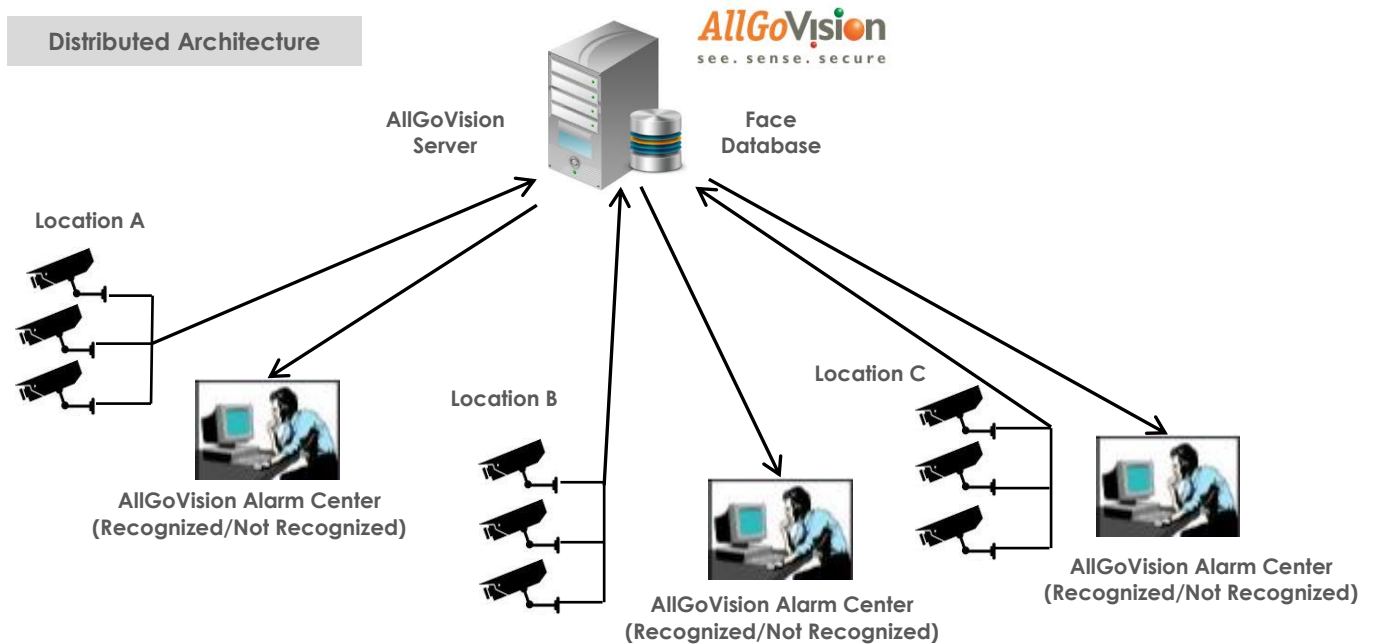 Distributed Architecture
AllGoVision
see. sense. secure
AllGoVision
Server
Face
Database
Location A
AllGoVision Alarm Center
(Recognized/Not Recognized)
Location B
AllGoVision Alarm Center
(Recognized/Not Recognized)
Location C
AllGoVision Alarm Center
(Recognized/Not Recognized)